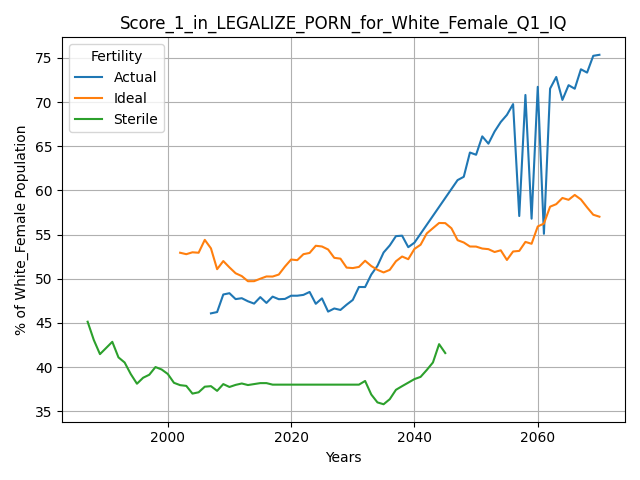 Score_1_in_LEGALIZE_PORN_for_White_Female_Q1_IQ
Fertility
Actual
Ideal
Sterile
% of White_Female Population
75
70
65
60
55
50
45
40
35
2000
2020
2040
2060
Years